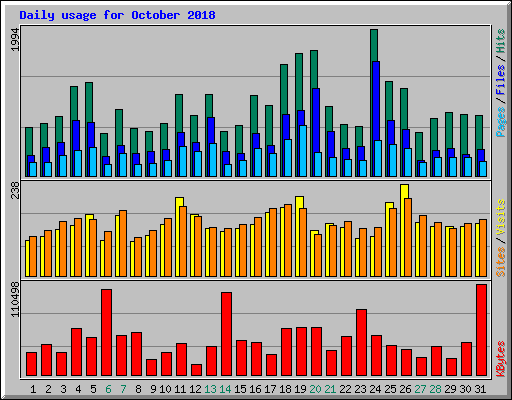 Daily usage for October 2018
1994
Pages / Files / Hits
238
Sites / Visits
110498
KBytes
1 2 3 4 5 6 7 8 9 10 11 12 13 14 15 16 17 18 19 20 21 22 23 24 25 26 27 28 29 30 31